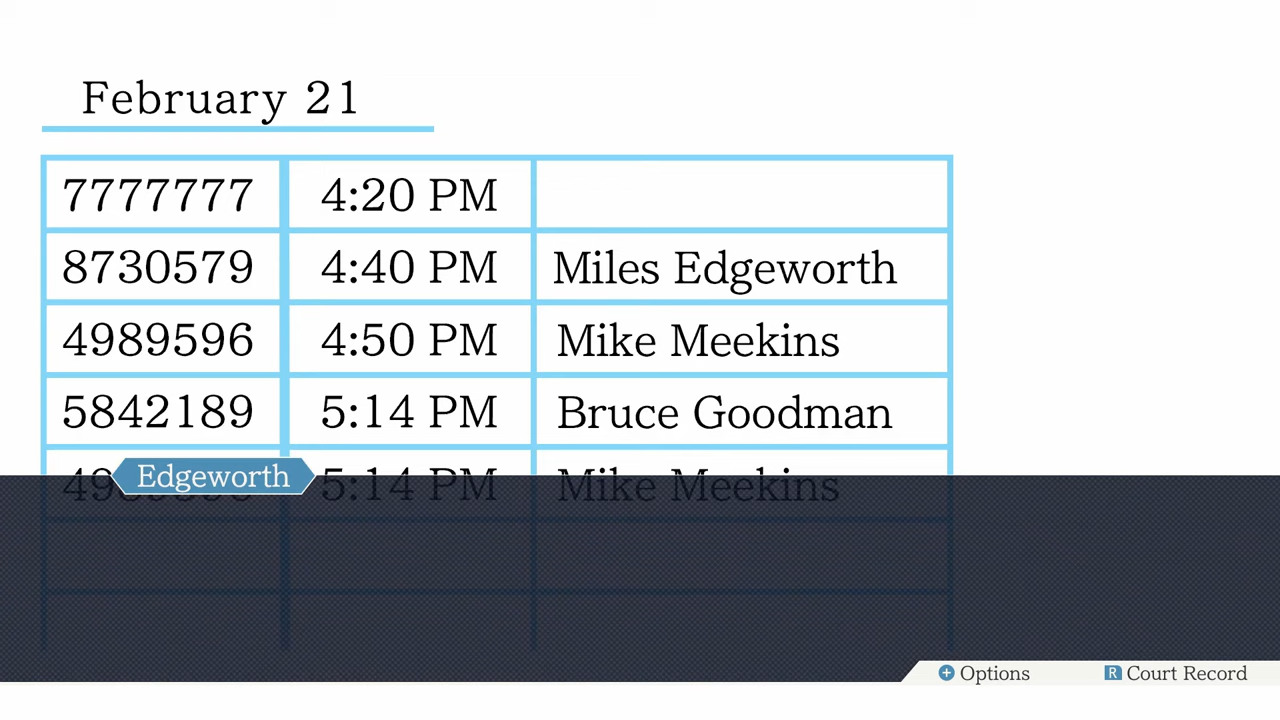 February 21
7777777 4:20 PM
8730579 4:40 PM Miles Edgeworth
4989596 4:50 PM Mike Meekins
5842189 5:14 PM Bruce Goodman
5:14 PM Mike Meekins
Edgeworth
Options Court Record